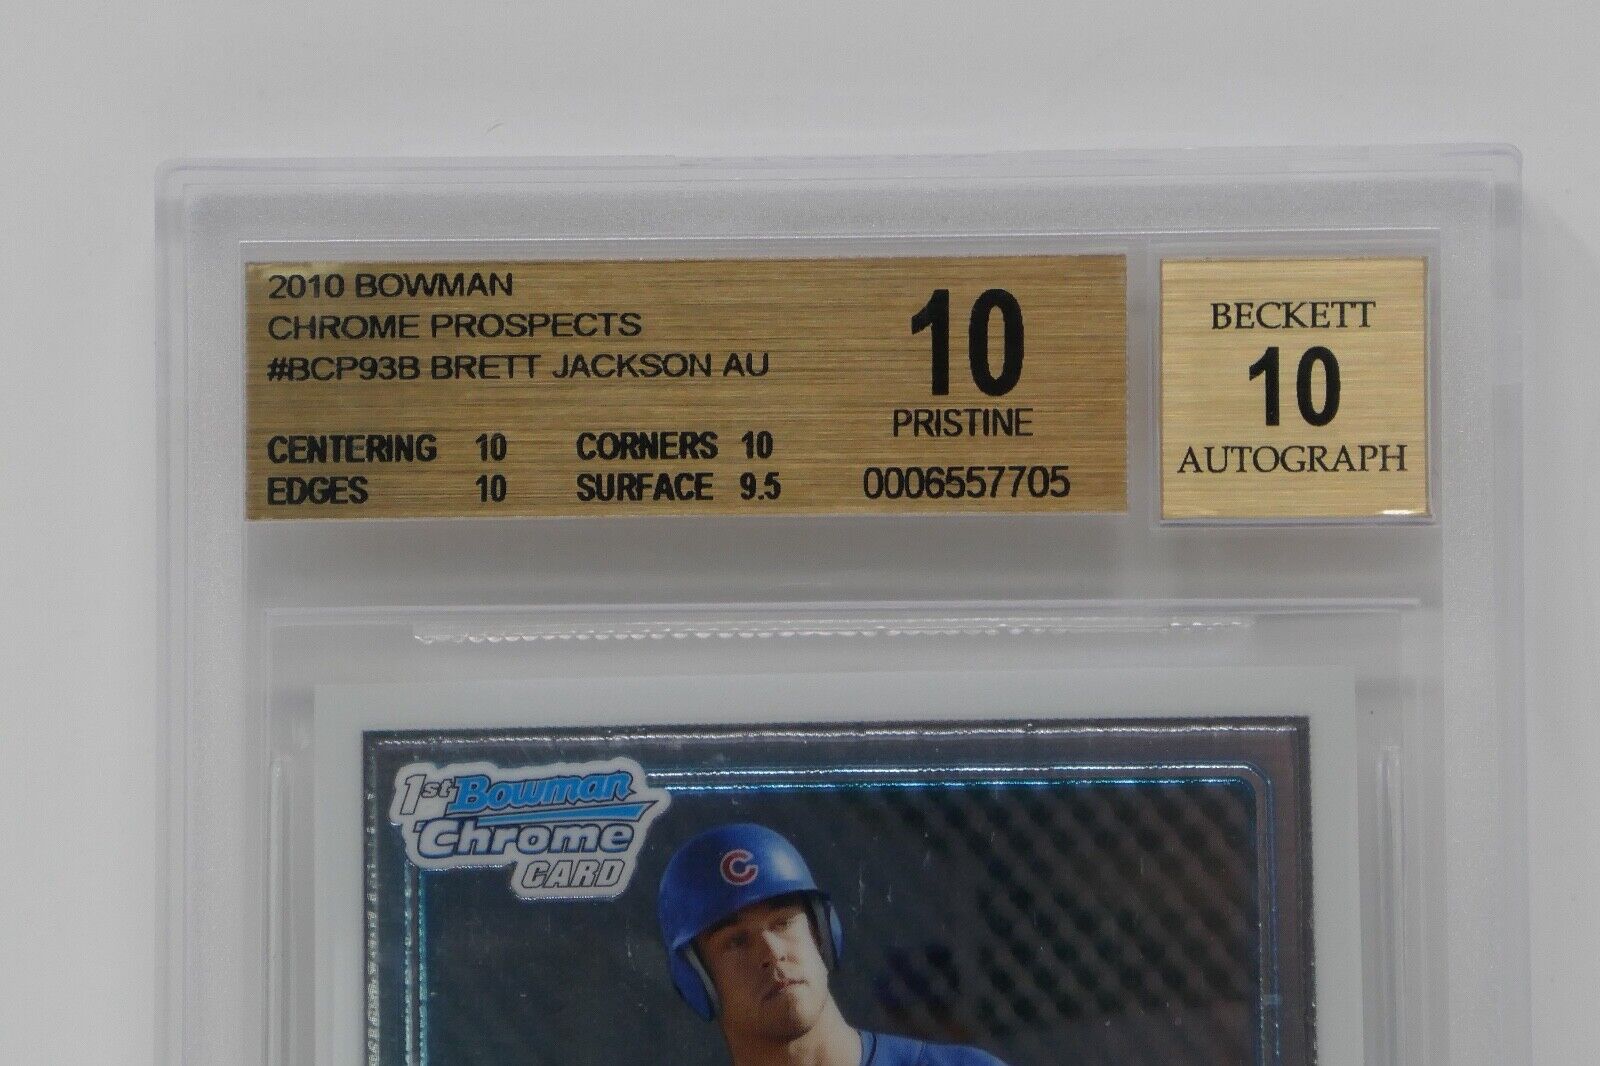 2010 BOWMAN
CHROME PROSPECTS
#BCP93B BRETT JACKSON AU
CENTERING 10 CORNERS 10
EDGES 10 SURFACE 9.5
10
PRISTINE
0006557705
BECKETT
10
AUTOGRAPH
1st Bowman
Chrome
CARD
C